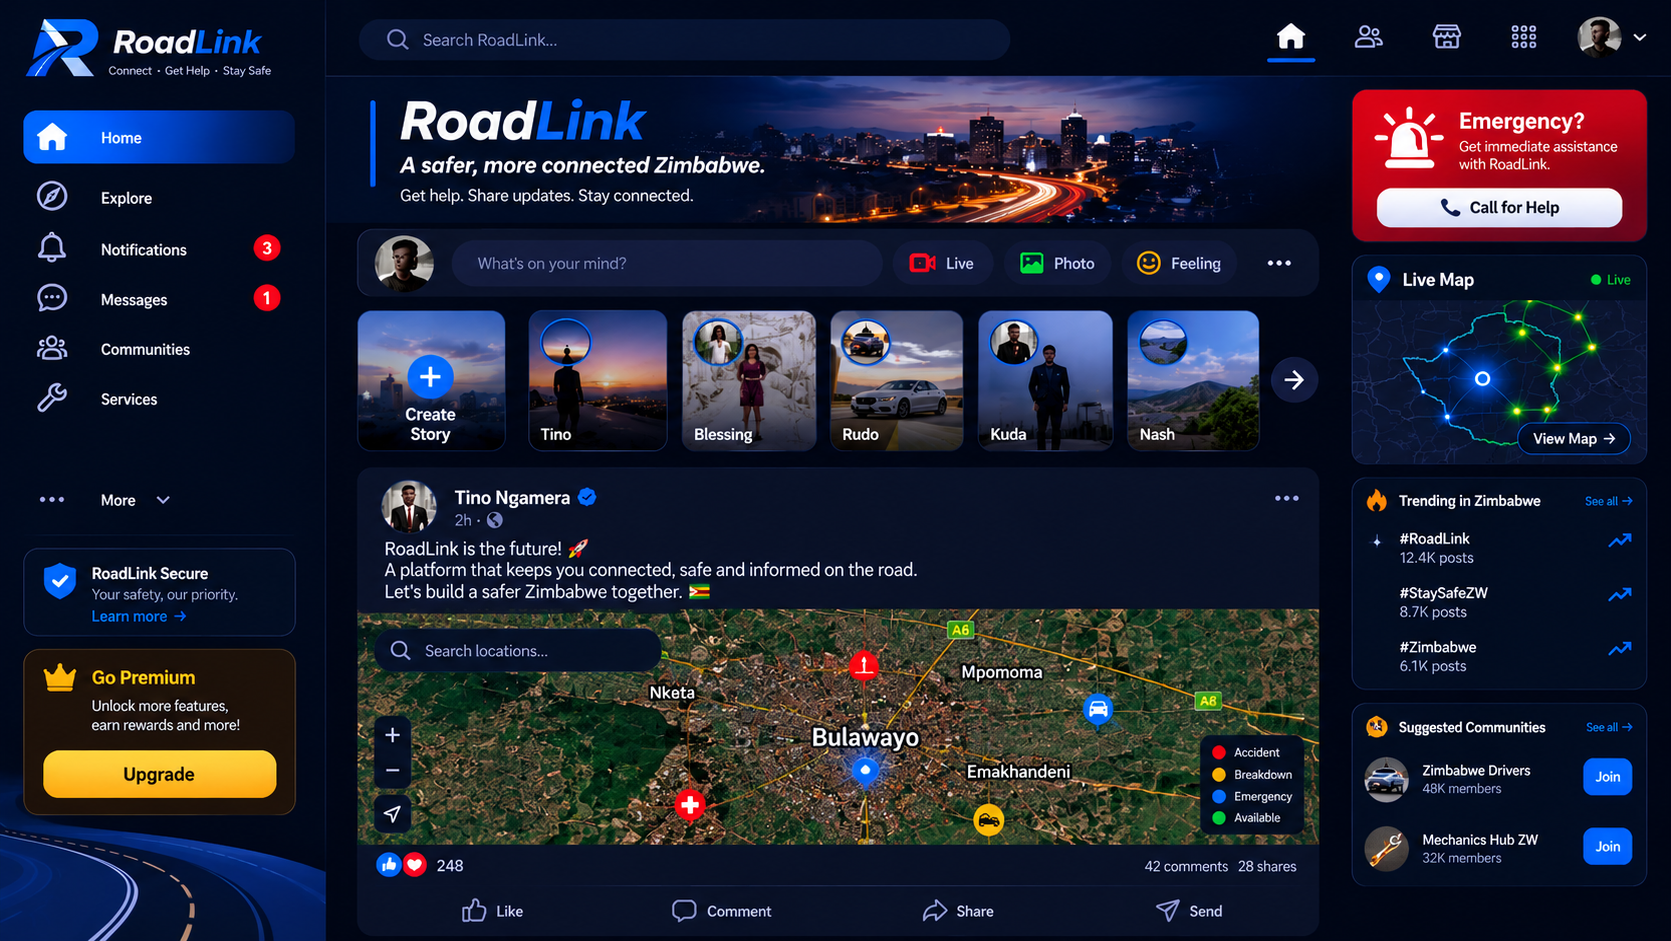 RoadLink
Connect · Get Help · Stay Safe
Search RoadLink...
Home
Explore
Notifications
3
Messages
1
Communities
Services
More
RoadLink Secure
Your safety, our priority.
Learn more →
Go Premium
Unlock more features,
earn rewards and more!
Upgrade
RoadLink
A safer, more connected Zimbabwe.
Get help. Share updates. Stay connected.
What's on your mind?
Live
Photo
Feeling
Create
Story
Tino
Blessing
Rudo
Kuda
Nash
Tino Ngamera
2h ·
RoadLink is the future! 🚀
A platform that keeps you connected, safe and informed on the road.
Let's build a safer Zimbabwe together. 🇿🇼
Search locations...
A6
Mpomoma
Nketa
A8
Bulawayo
Emakhandeni
Accident
Breakdown
Emergency
Available
248
42 comments 28 shares
Like
Comment
Share
Send
Emergency?
Get immediate assistance
with RoadLink.
Call for Help
Live Map
Live
View Map →
Trending in Zimbabwe
See all →
#RoadLink
12.4K posts
#StaySafeZW
8.7K posts
#Zimbabwe
6.1K posts
Suggested Communities
See all →
Zimbabwe Drivers
48K members
Join
Mechanics Hub ZW
32K members
Join